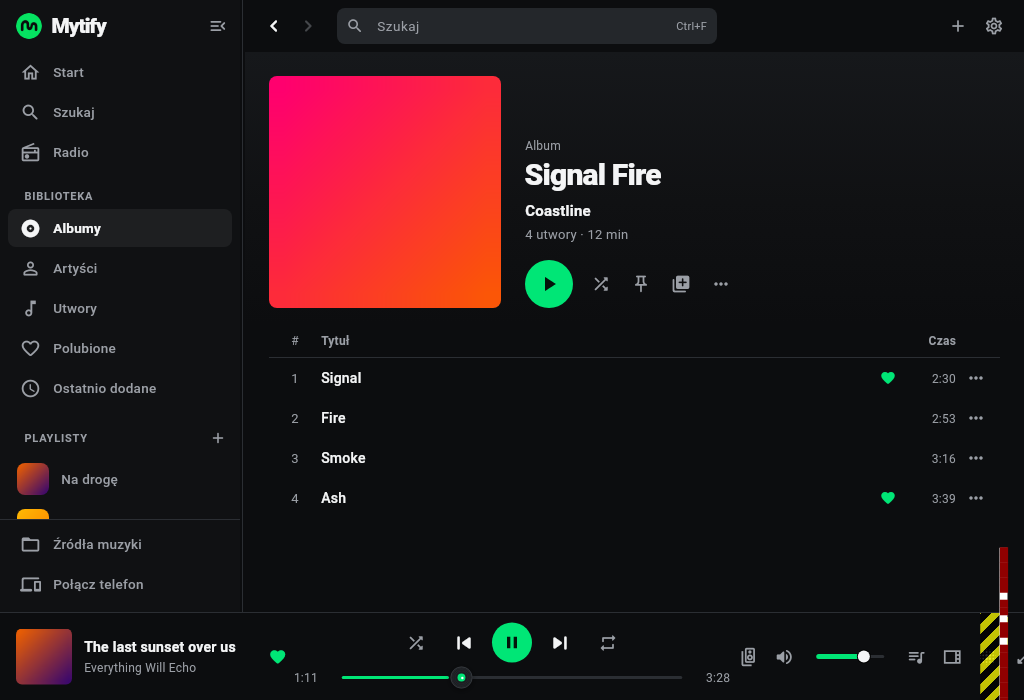 Mytify
Szukaj
Ctrl+F
Start
Szukaj
Radio
BIBLIOTEKA
Albumy
Artyści
Utwory
Polubione
Ostatnio dodane
PLAYLISTY
Na drogę
Źródła muzyki
Połącz telefon
Album
Signal Fire
Coastline
4 utwory · 12 min
# Tytuł Czas
1 Signal 2:30
2 Fire 2:53
3 Smoke 3:16
4 Ash 3:39
The last sunset over us
Everything Will Echo
1:11
3:28